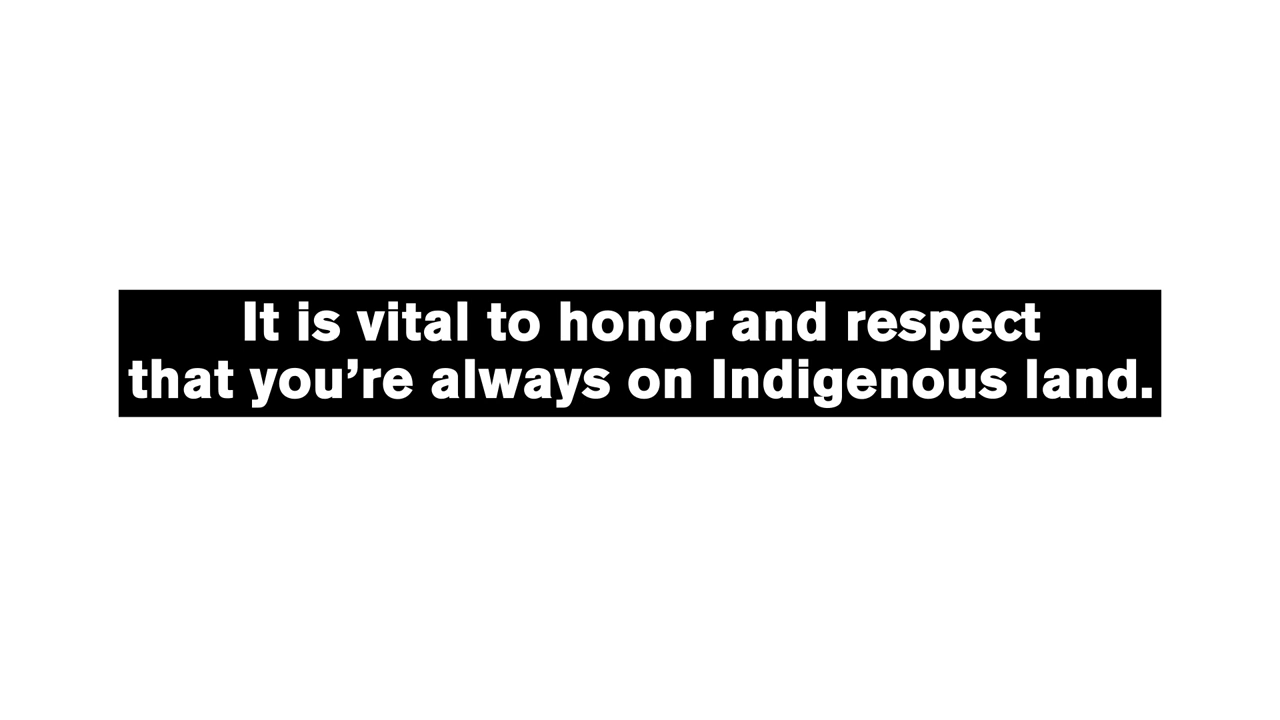 It is vital to honor and respect
that you’re always on Indigenous land.